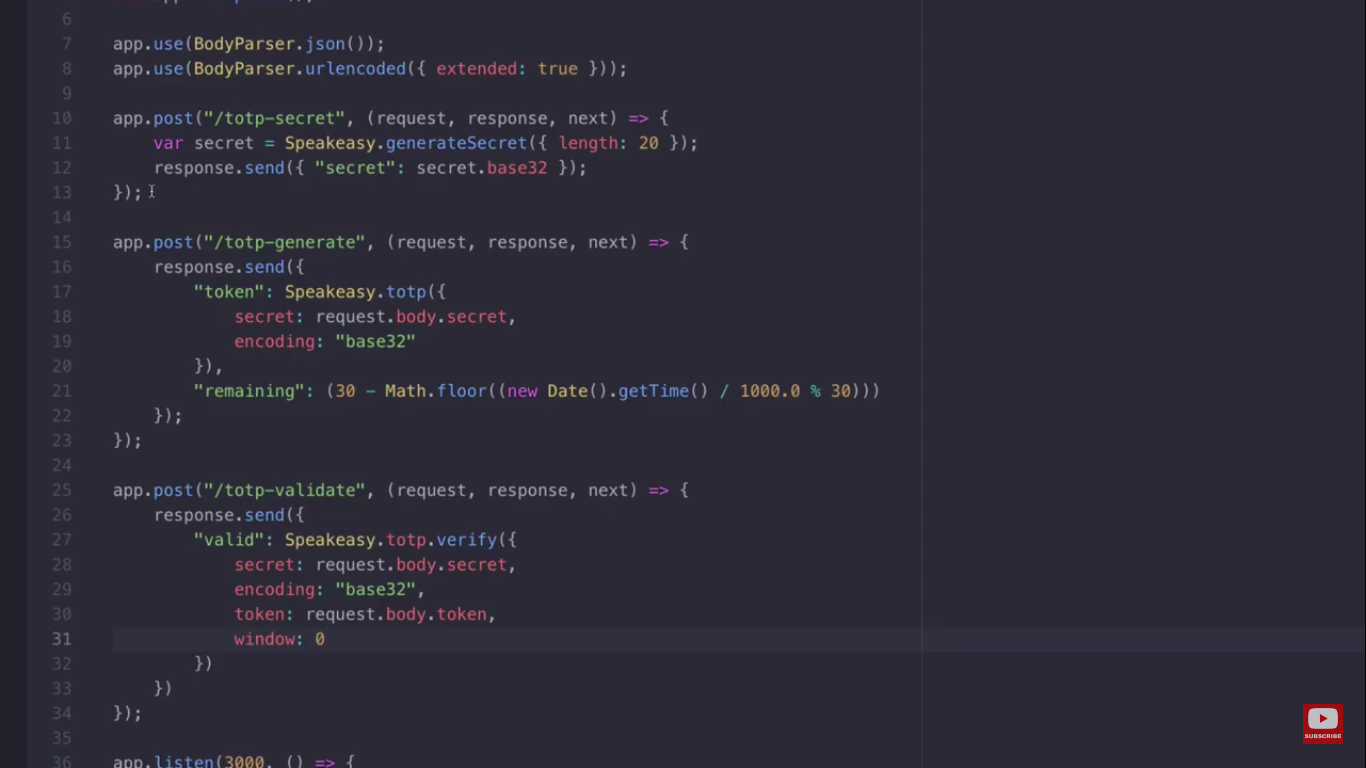 6
7 app.use(BodyParser.json());
8 app.use(BodyParser.urlencoded({ extended: true }));
9
10 app.post("/totp-secret", (request, response, next) => {
11 var secret = Speakeasy.generateSecret({ length: 20 });
12 response.send({ "secret": secret.base32 });
13 });
14
15 app.post("/totp-generate", (request, response, next) => {
16 response.send({
17 "token": Speakeasy.totp({
18 secret: request.body.secret,
19 encoding: "base32"
20 }),
21 "remaining": (30 - Math.floor((new Date().getTime() / 1000.0 % 30)))
22 });
23 });
24
25 app.post("/totp-validate", (request, response, next) => {
26 response.send({
27 "valid": Speakeasy.totp.verify({
28 secret: request.body.secret,
29 encoding: "base32",
30 token: request.body.token,
31 window: 0
32 })
33 })
34 });
35
36 app.listen(3000, () => {
SUBSCRIBE